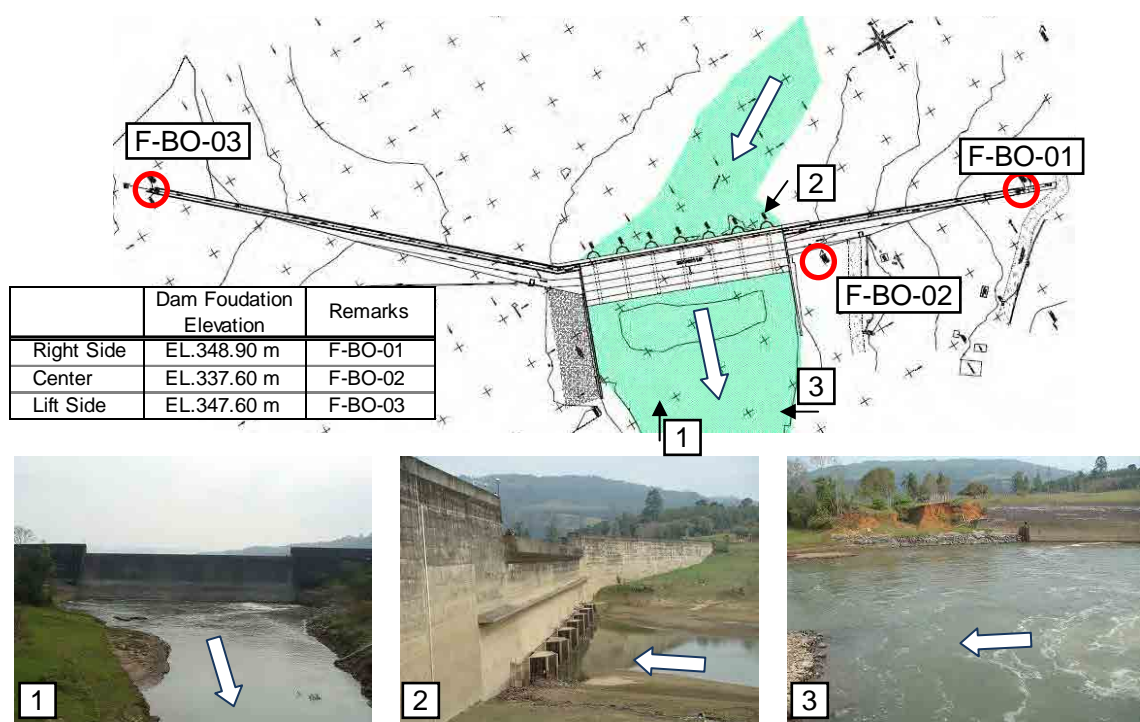 F-BO-03
F-BO-01
2
F-BO-02
Dam Foudation
Elevation
Remarks
Right Side
EL.348.90 m
F-BO-01
Center
EL.337.60 m
F-BO-02
Lift Side
EL.347.60 m
F-BO-03
3
1
1
2
3